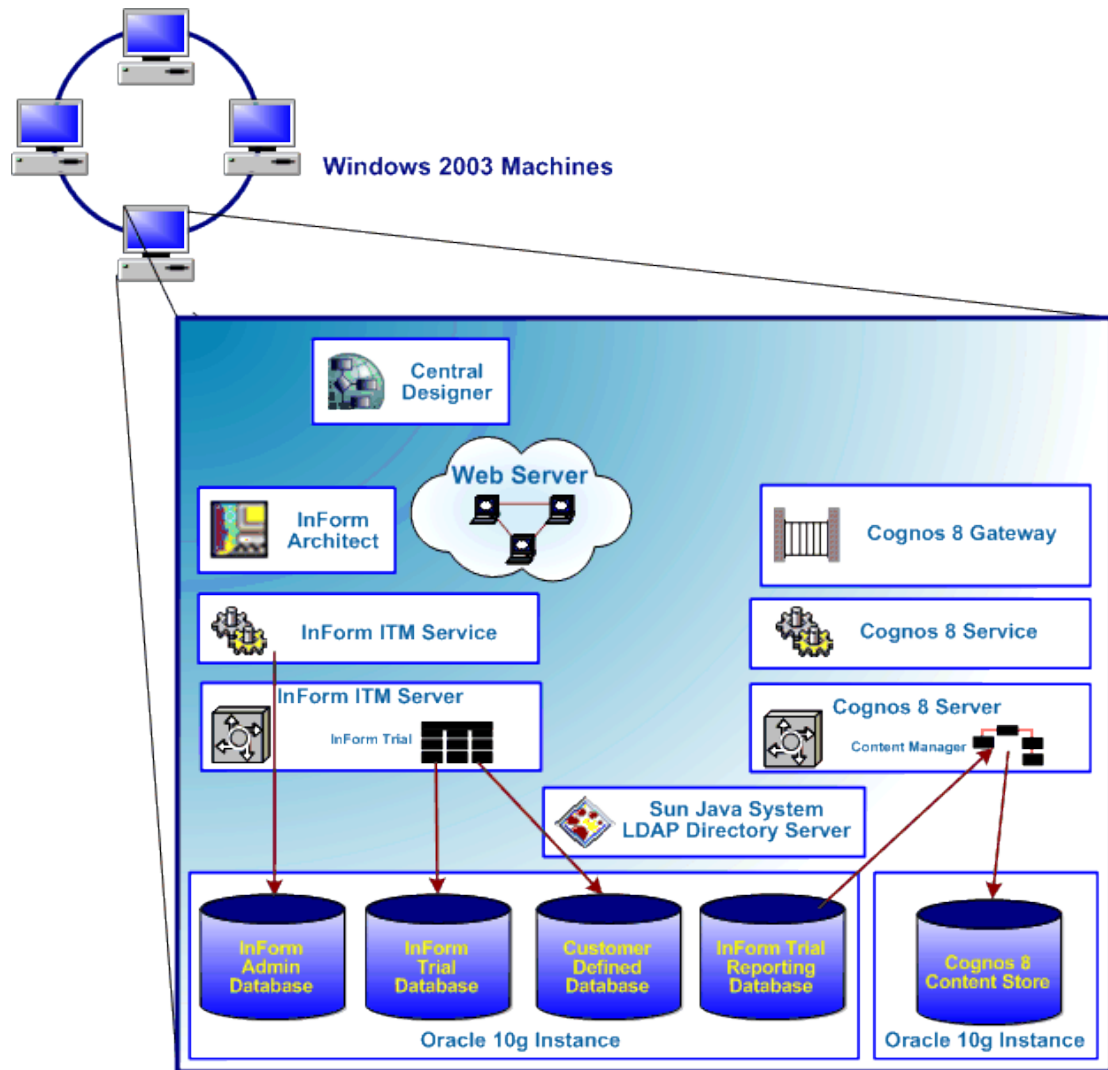 Windows 2003 Machines
Central
Designer
Web Server
InForm
Architect
Cognos 8 Gateway
InForm ITM Service
Cognos 8 Service
InForm ITM Server
InForm Trial
Cognos 8 Server
Content Manager
Sun Java System
LDAP Directory Server
InForm
Admin
Database
InForm
Trial
Database
Customer
Defined
Database
InForm Trial
Reporting
Database
Cognos 8
Content Store
Oracle 10g Instance
Oracle 10g Instance